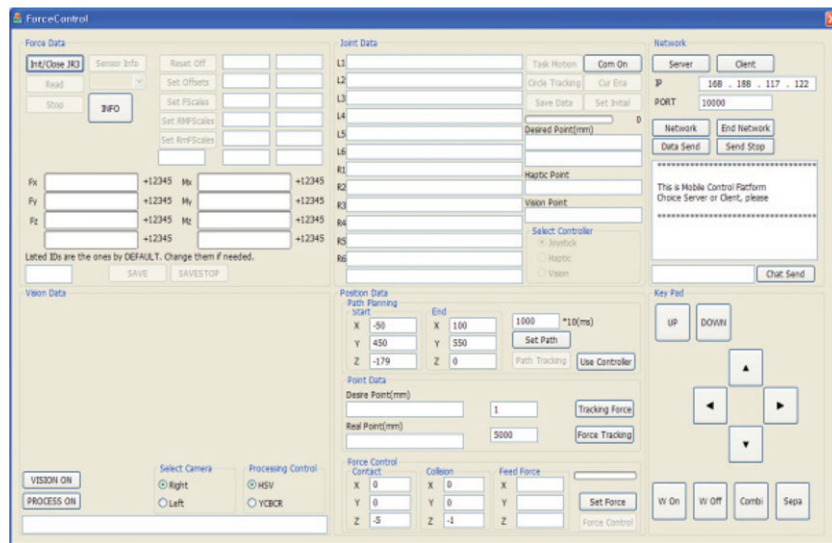 ForceControl
Force Data
Int/Close JR3 Sensor Info Reset Off
Read Set Offsets
Stop INFO Set FScales
Set RMFScales
Set RmFScales
Fx +12345 Mx +12345
Fy +12345 My +12345
Fz +12345 Mz +12345
+12345 +12345
Listed IDs are the ones by DEFAULT. Change them if needed.
SAVE SAVESTOP
Joint Data
L1
L2
L3
L4
L5
L6
R1
R2
R3
R4
R5
R6
Task Motion Com On
Circle Tracking Cur Ena
Save Data Set Initial
0
Desired Point(mm)
Haptic Point
Vision Point
Select Controller
Joystick
Haptic
Vision
Network
Server Client
IP 168 . 188 . 117 . 122
PORT 10000
Network End Network
Data Send Send Stop
This is Mobile Control Flatform
Choice Server or Client, please
Chat Send
Vision Data
VISION ON
PROCESS ON
Select Camera
Right
Left
Processing Control
HSV
YCBCR
Position Data
Path Planning
Start End
X -50 X 100 1000 *10(ms)
Y 450 Y 550 Set Path
Z -179 Z 0 Path Tracking Use Controller
Point Data
Desire Point(mm)
1 Tracking Force
Real Point(mm)
5000 Force Tracking
Force Control
Contact Collision Feed Force
X 0 X 0 X
Y 0 Y 0 Y Set Force
Z -5 Z -1 Z Force Control
Key Pad
UP DOWN
W On W Off Combi Sepa